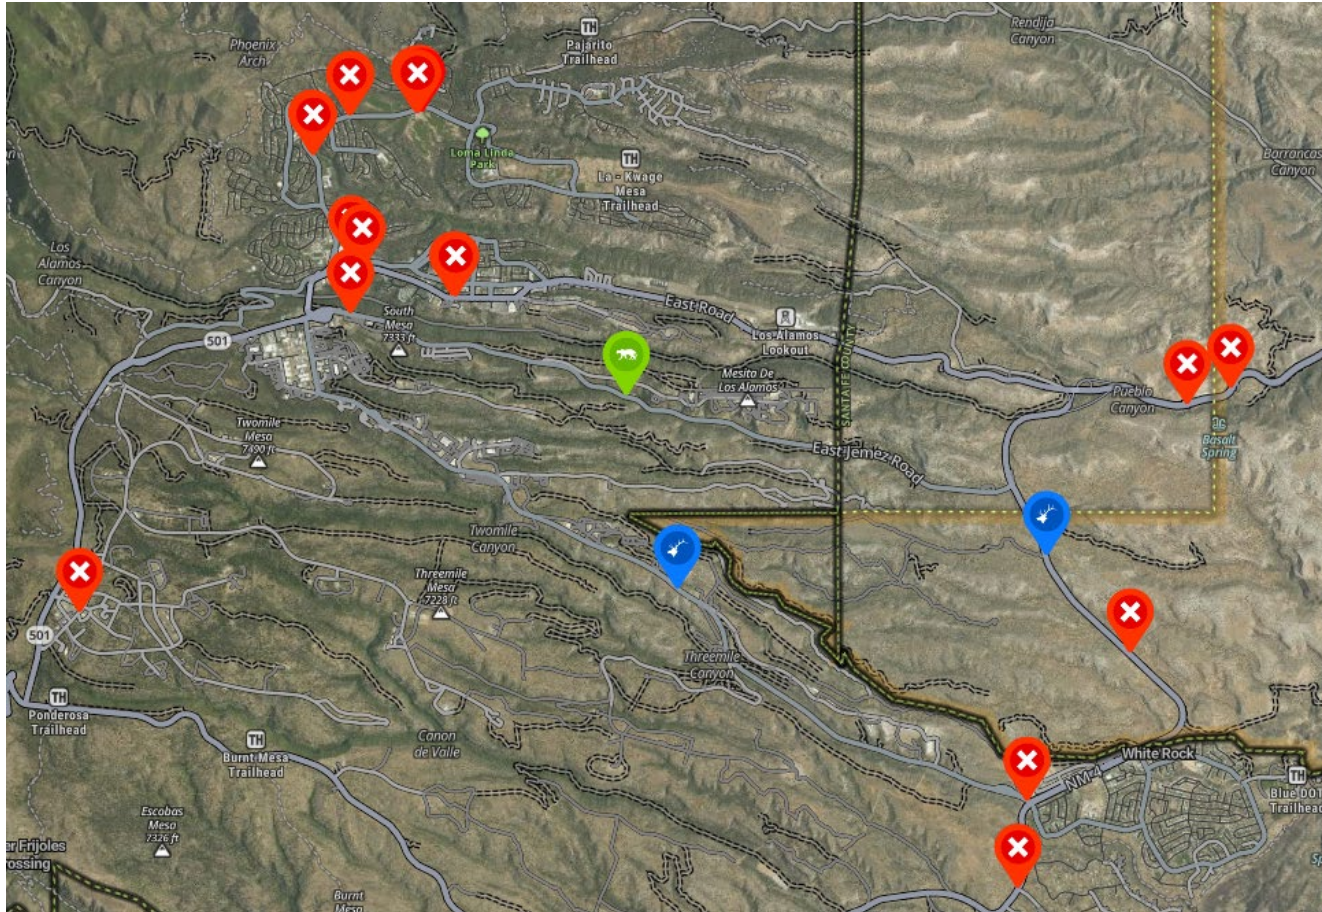 Rendija
Canyon
Phoenix
Arch
TH
Pajarito
Trailhead
Loma Linda
Park
TH
La - Kwage
Mesa
Trailhead
Barrancas
Canyon
Los
Alamos
Canyon
East Road
South
Mesa
7333 ft
501
Los Alamos
Lookout
SANTA FE COUNTY
Mesita De
Los Alamos
Pueblo
Canyon
Basalt
Spring
Twomile
Mesa
7490 ft
East Jemez Road
Twomile
Canyon
Threemile
Mesa
7228 ft
501
Threemile
Canyon
TH
Ponderosa
Trailhead
Canon
de Valle
TH
Burnt Mesa
Trailhead
White Rock
NM 4
TH
Blue DOT
Trailhead
Escobas
Mesa
7326 ft
er Frijoles
rossing
Sp
Burnt
Mesa